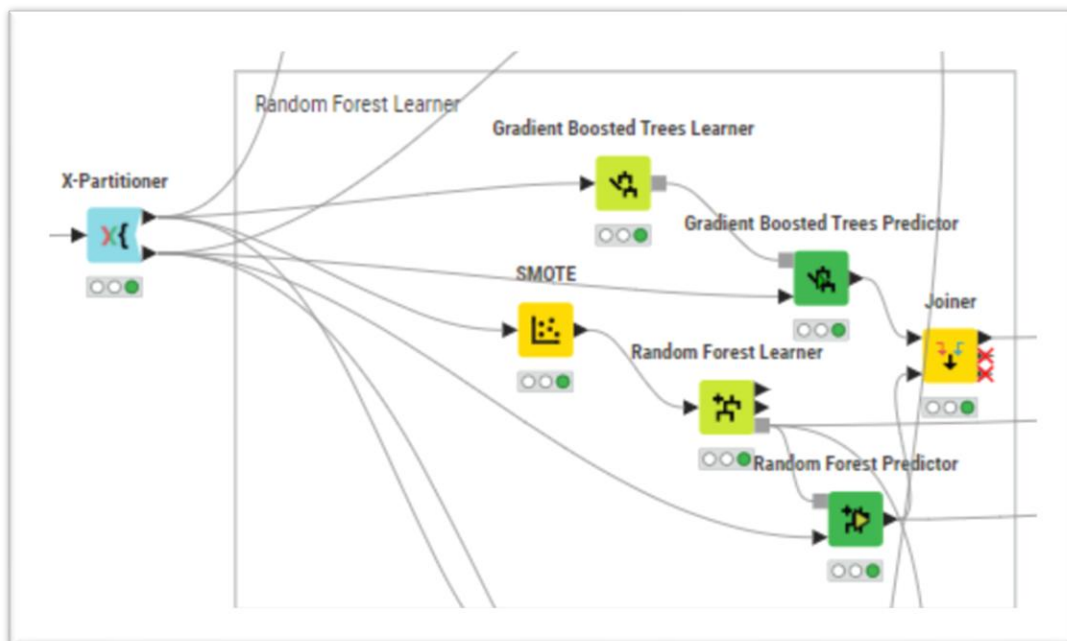 Random Forest Learner
Gradient Boosted Trees Learner
X-Partitioner
Gradient Boosted Trees Predictor
SMOTE
Joiner
Random Forest Learner
Random Forest Predictor